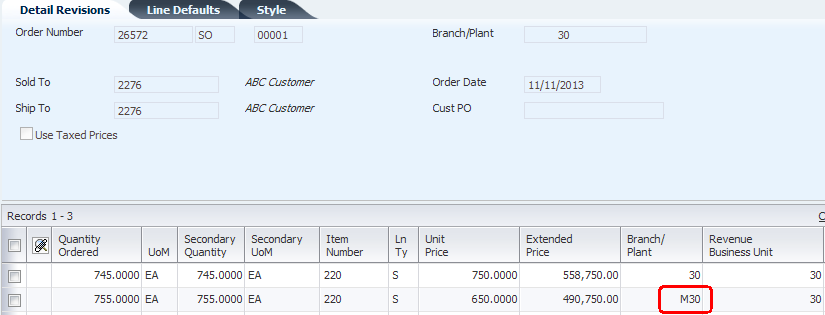 Detail Revisions Line Defaults Style
Order Number 26572 SO 00001 Branch/Plant 30
Sold To 2276 ABC Customer Order Date 11/11/2013
Ship To 2276 ABC Customer Cust PO
Use Taxed Prices
Records 1 - 3
Quantity Ordered UoM Secondary Quantity Secondary UoM Item Number Ln Ty Unit Price Extended Price Branch/ Plant Revenue Business Unit
745.0000 EA 745.0000 EA 220 S 750.0000 558,750.00 30 30
755.0000 EA 755.0000 EA 220 S 650.0000 490,750.00 M30 30